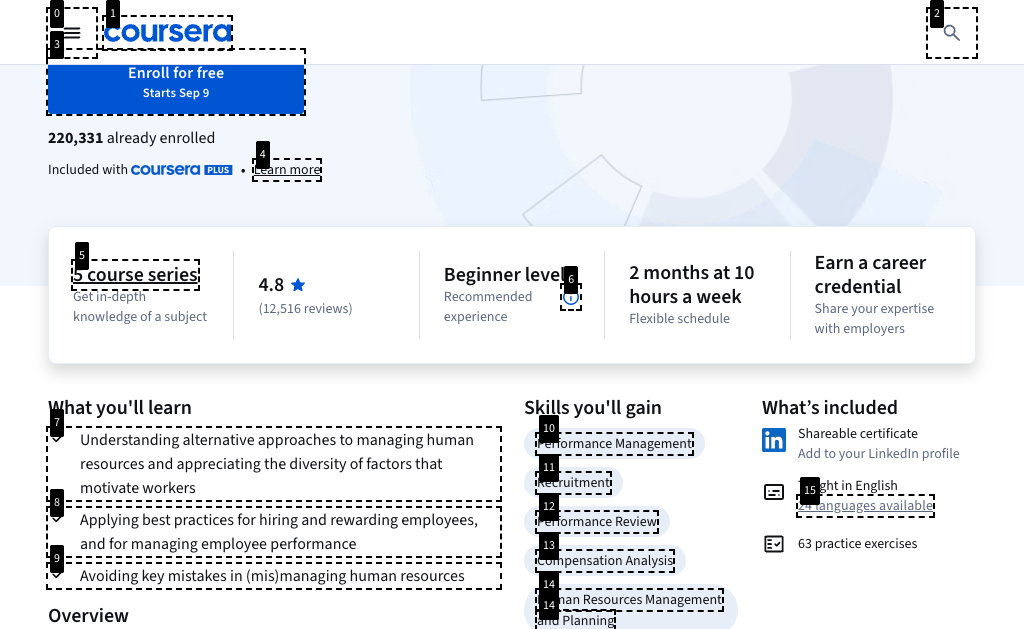 coursera
Enroll for free
Starts Sep 9
220,331 already enrolled
Included with coursera PLUS • Learn more
5 course series
Get in-depth
knowledge of a subject
4.8
(12,516 reviews)
Beginner level
Recommended
experience
2 months at 10
hours a week
Flexible schedule
Earn a career
credential
Share your expertise
with employers
What you'll learn
Understanding alternative approaches to managing human
resources and appreciating the diversity of factors that
motivate workers
Applying best practices for hiring and rewarding employees,
and for managing employee performance
Avoiding key mistakes in (mis)managing human resources
Overview
Skills you'll gain
Performance Management
Recruitment
Performance Review
Compensation Analysis
Human Resources Management
and Planning
What's included
Shareable certificate
Add to your LinkedIn profile
Taught in English
24 languages available
63 practice exercises
0
1
2
3
4
5
6
7
8
9
10
11
12
13
14
14
15